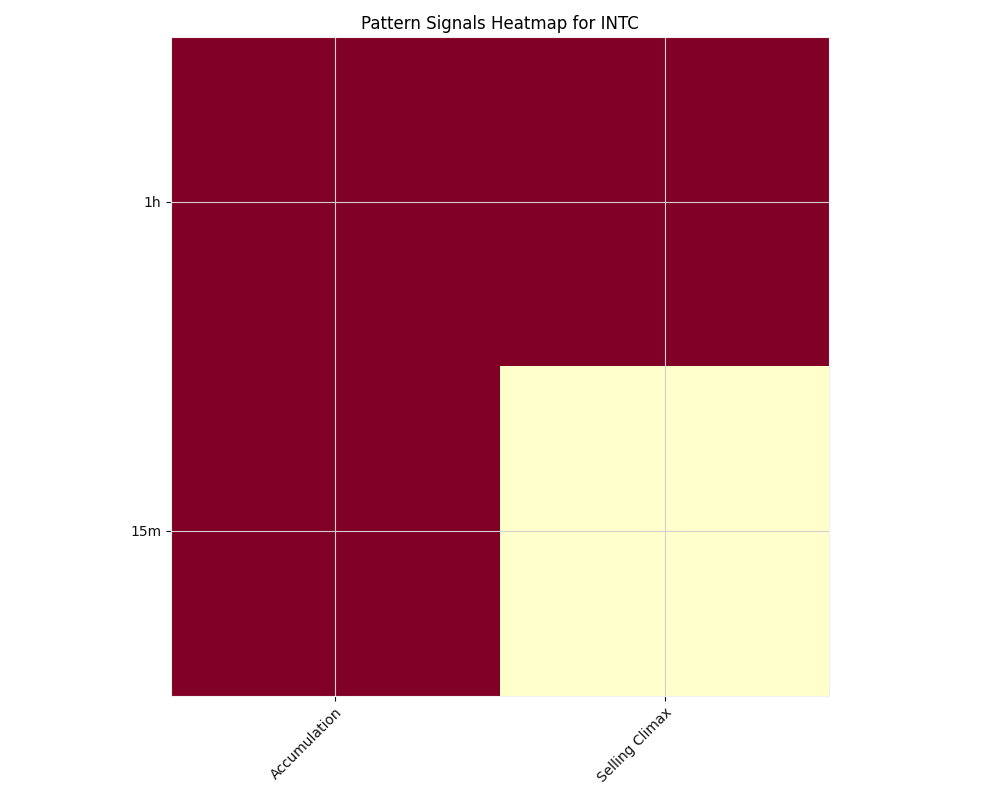 Pattern Signals Heatmap for INTC
1h
15m
Accumulation
Selling Climax